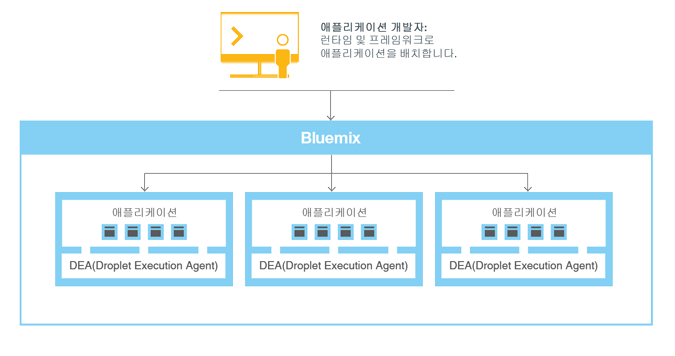 애플리케이션 개발자:
런타임 및 프레임워크로
애플리케이션을 배치합니다.
Bluemix
애플리케이션
애플리케이션
애플리케이션
DEA(Droplet Execution Agent)
DEA(Droplet Execution Agent)
DEA(Droplet Execution Agent)